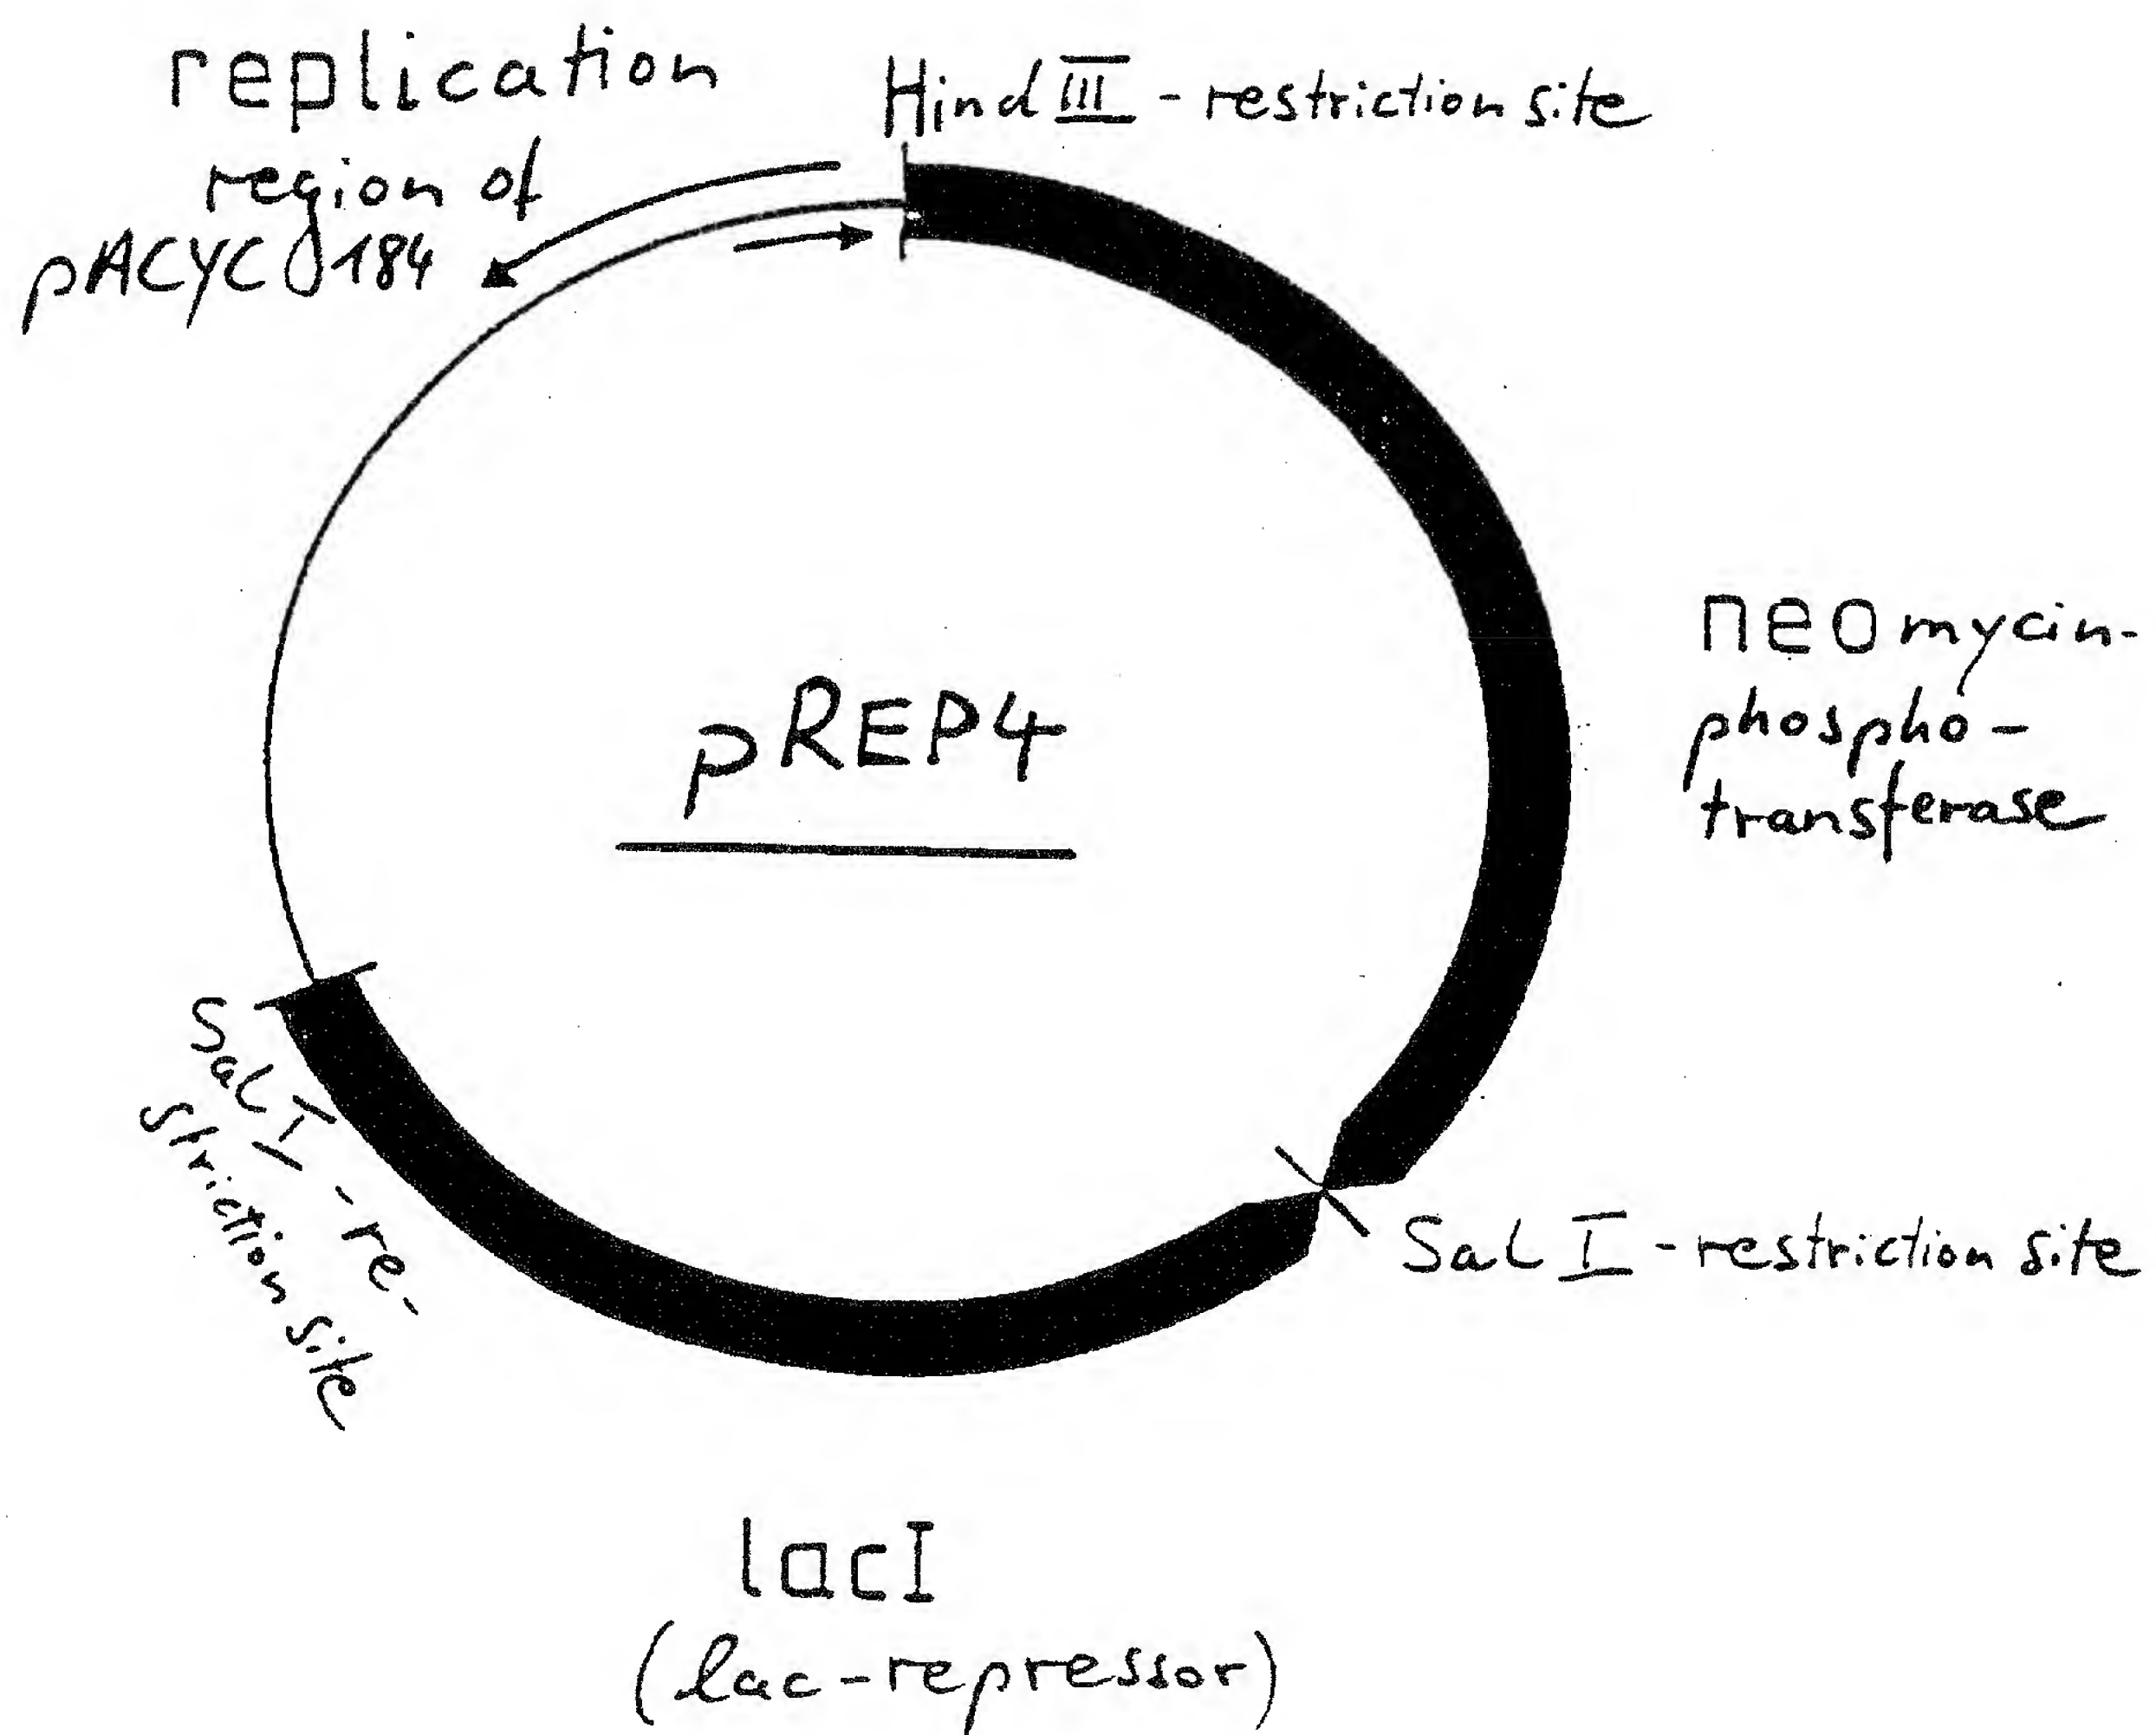 replication
region of
pACYC 184
Hind III - restriction site
neomycin-
phospho-
transferase
pREP4
Sal I - re-
striction site
Sal I - restriction site
lacI
(lac-repressor)